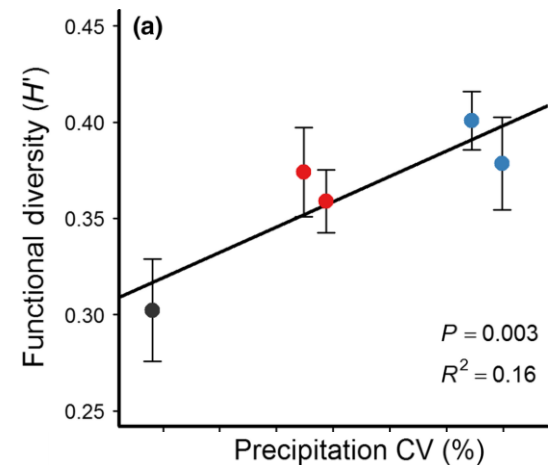 (a)
Functional diversity (H')
0.45
0.40
0.35
0.30
0.25
P = 0.003
R² = 0.16
Precipitation CV (%)